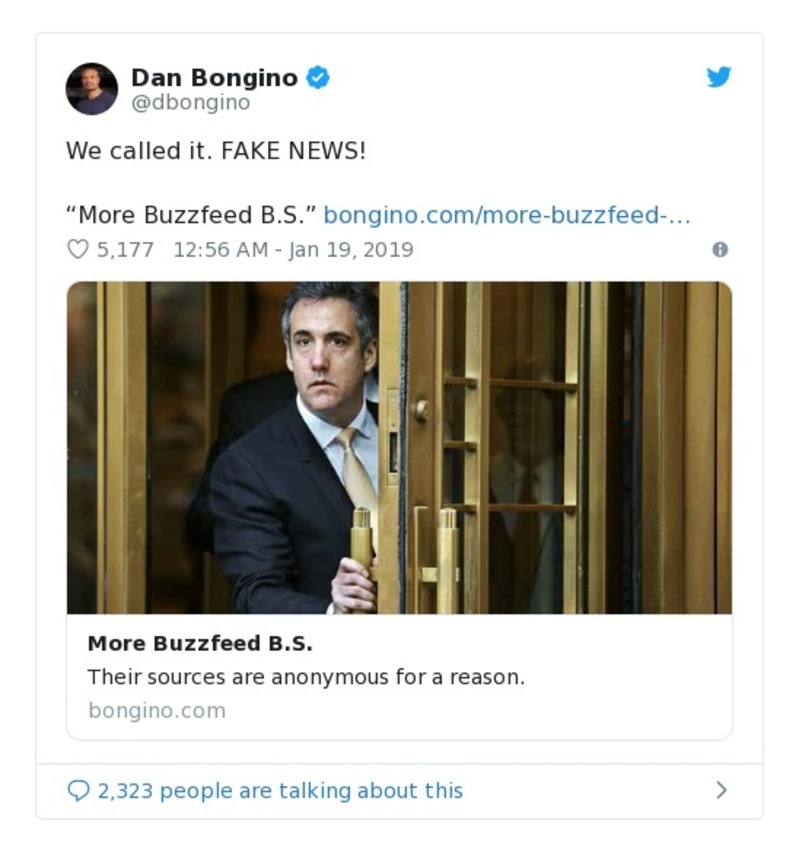 Dan Bongino
@dbongino
We called it. FAKE NEWS!
“More Buzzfeed B.S.” bongino.com/more-buzzfeed-…
5,177 12:56 AM - Jan 19, 2019
More Buzzfeed B.S.
Their sources are anonymous for a reason.
bongino.com
2,323 people are talking about this